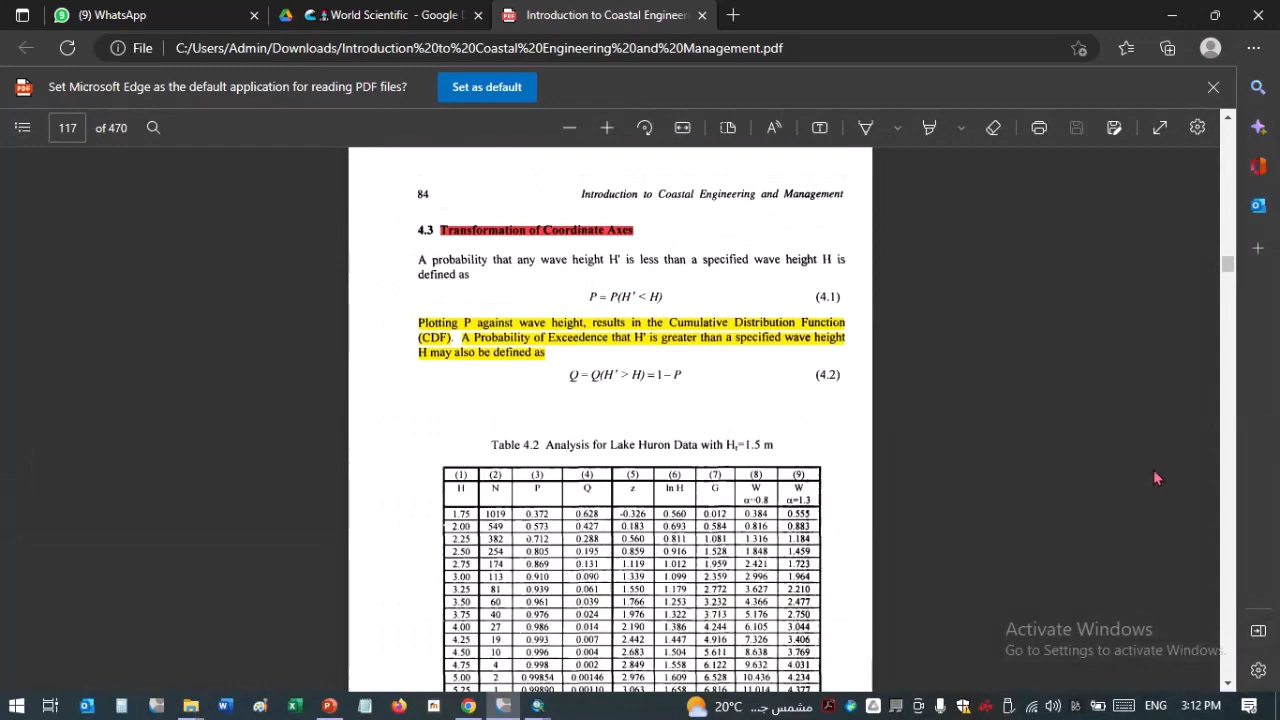 (9) WhatsApp
World Scientific - Google D
Introduction to Coastal Engineer
File
C:/Users/Admin/Downloads/Introduction%20to%20Coastal%20Engineering%20and%20Management.pdf
Set Microsoft Edge as the default application for reading PDF files?
Set as default
117 of 470
84 Introduction to Coastal Engineering and Management
4.3 Transformation of Coordinate Axes
A probability that any wave height H' is less than a specified wave height H is
defined as
P = P(H' < H) (4.1)
Plotting P against wave height, results in the Cumulative Distribution Function
(CDF). A Probability of Exceedence that H' is greater than a specified wave height
H may also be defined as
Q = Q(H' > H) = 1 – P (4.2)
Table 4.2 Analysis for Lake Huron Data with Ht=1.5 m
(1) (2) (3) (4) (5) (6) (7) (8) (9)
H N P Q z ln H G W W
α=0.8 α=1.3
1.75 1019 0.372 0.628 -0.326 0.560 0.012 0.384 0.555
2.00 549 0.573 0.427 0.183 0.693 0.584 0.816 0.883
2.25 382 0.712 0.288 0.560 0.811 1.081 1.316 1.184
2.50 254 0.805 0.195 0.859 0.916 1.528 1.848 1.459
2.75 174 0.869 0.131 1.119 1.012 1.959 2.421 1.723
3.00 113 0.910 0.090 1.339 1.099 2.359 2.996 1.964
3.25 81 0.939 0.061 1.550 1.179 2.772 3.627 2.210
3.50 60 0.961 0.039 1.766 1.253 3.232 4.366 2.477
3.75 40 0.976 0.024 1.976 1.322 3.713 5.176 2.750
4.00 27 0.986 0.014 2.190 1.386 4.244 6.105 3.044
4.25 19 0.993 0.007 2.442 1.447 4.916 7.326 3.406
4.50 10 0.996 0.004 2.683 1.504 5.611 8.638 3.769
4.75 4 0.998 0.002 2.849 1.558 6.122 9.632 4.031
5.00 2 0.99854 0.00146 2.976 1.609 6.528 10.436 4.234
5.25 1 0.99890 0.00110 3.063 1.658 6.816 11.014 4.377
Activate Windows
Go to Settings to activate Windows.
20°C
مشمس جـ...
ENG
3:12 PM